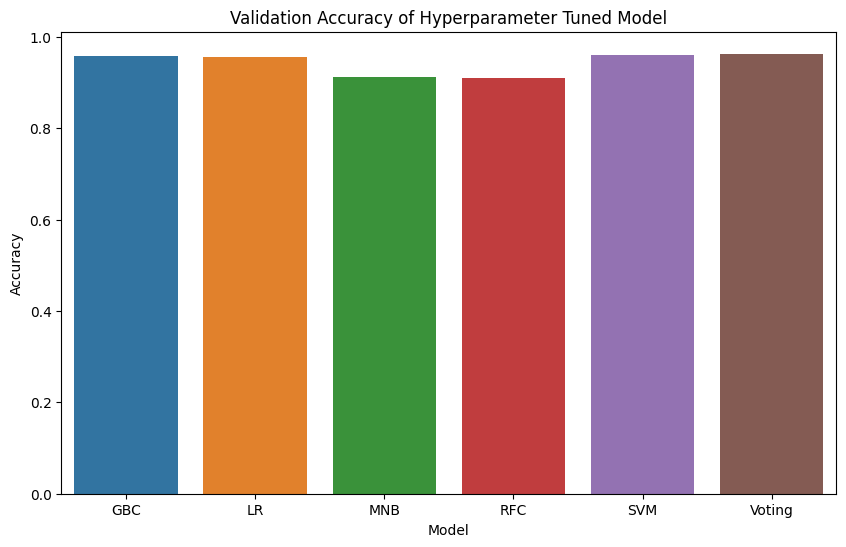 Validation Accuracy of Hyperparameter Tuned Model
1.0
0.8
0.6
0.4
0.2
0.0
Accuracy
GBC LR MNB RFC SVM Voting
Model